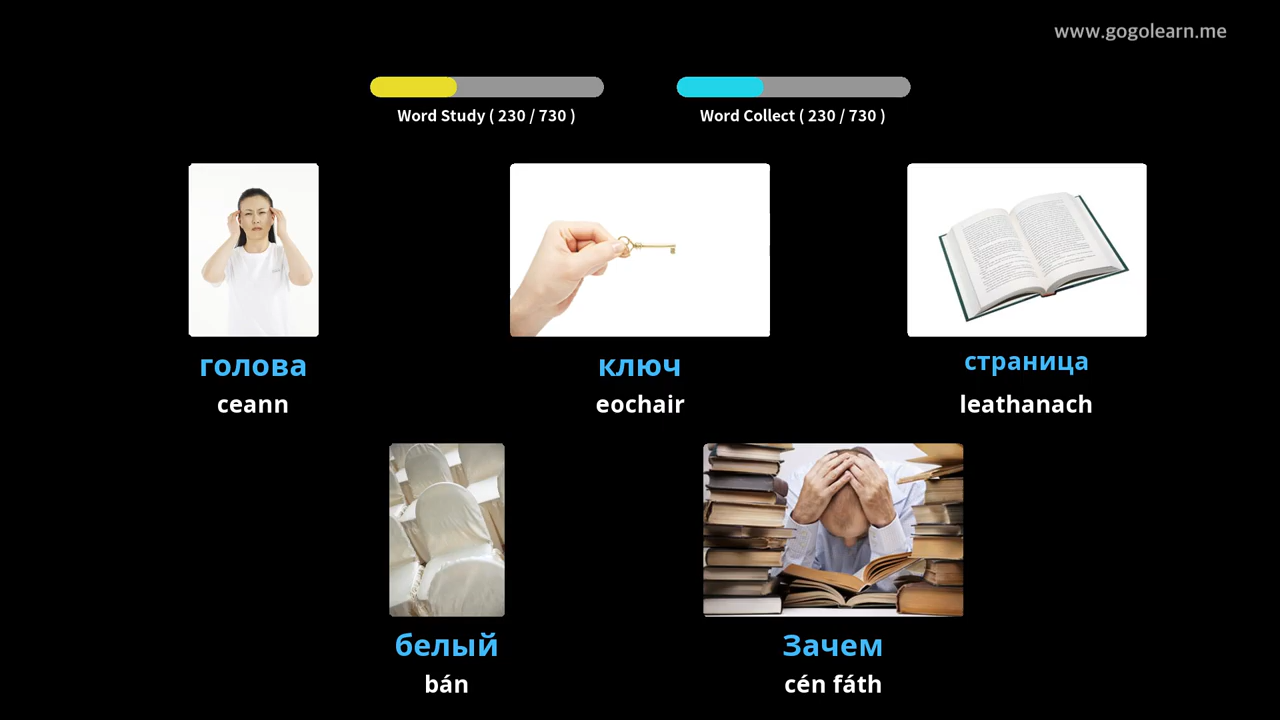 www.gogolearn.me
Word Study ( 230 / 730 )
Word Collect ( 230 / 730 )
голова
ключ
страница
ceann
eochair
leathanach
белый
Зачем
bán
cén fáth